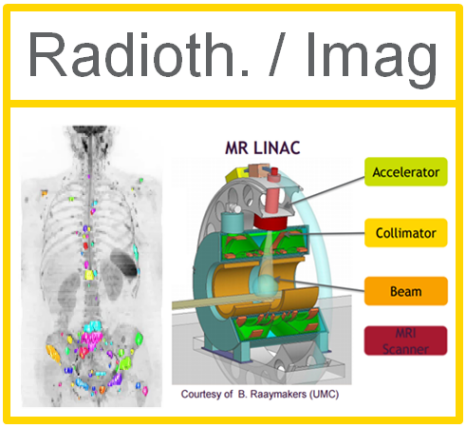 Radioth. / Imag
MR LINAC
Accelerator
Collimator
Beam
MRI
Scanner
Courtesy of B. Raaymakers (UMC)